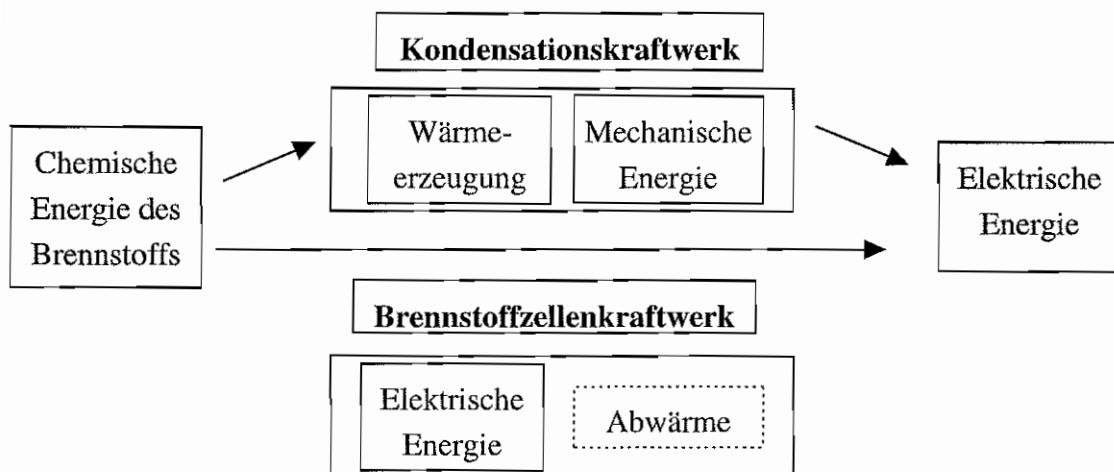 Kondensationskraftwerk
Chemische
Energie des
Brennstoffs
Wärme-
erzeugung
Mechanische
Energie
Elektrische
Energie
Brennstoffzellenkraftwerk
Elektrische
Energie
Abwärme